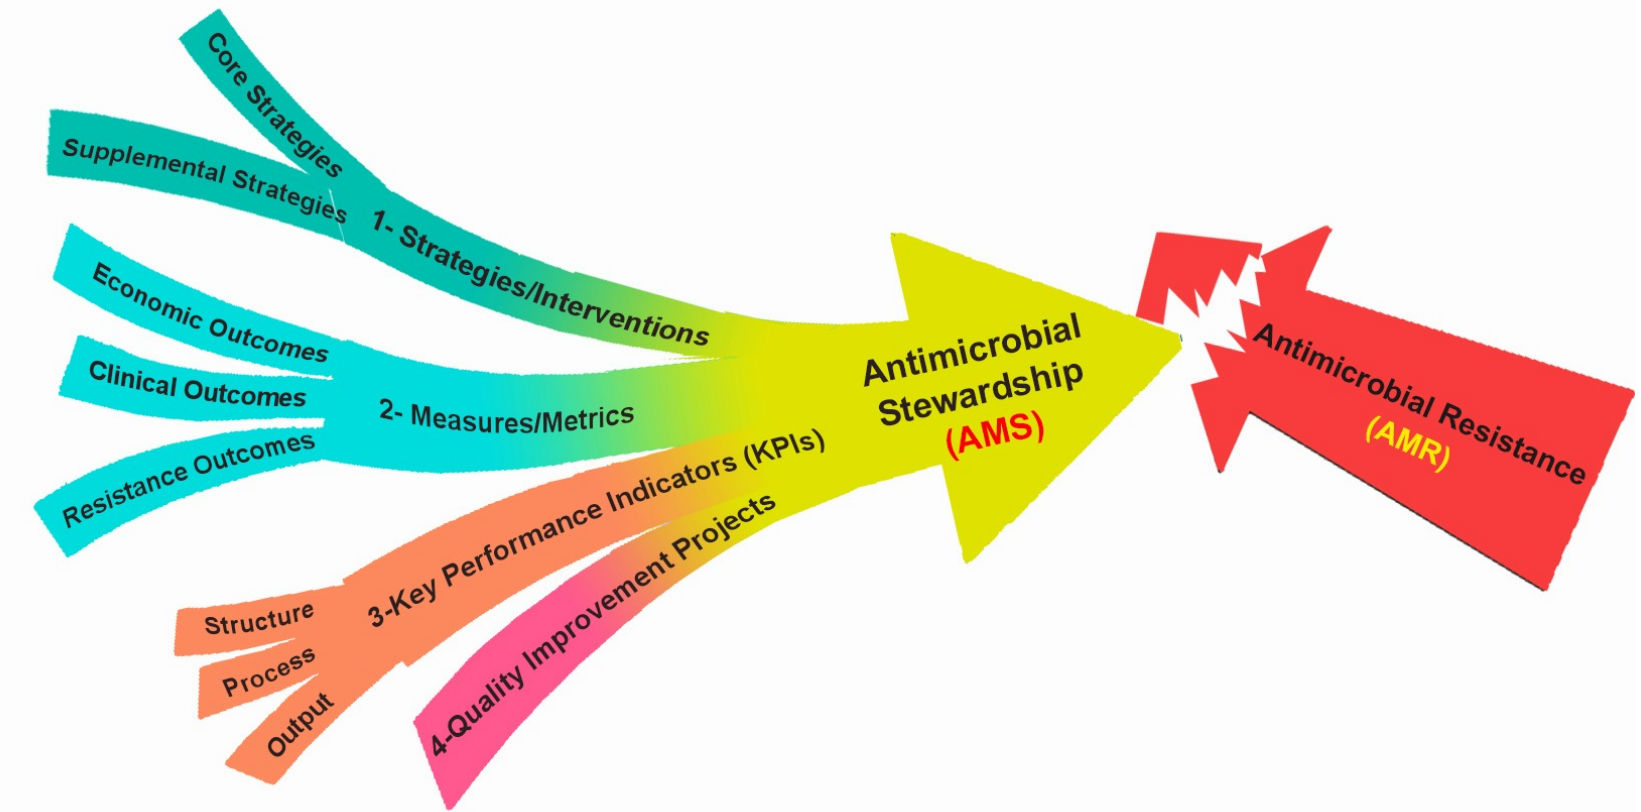 Core Strategies
Supplemental Strategies
1- Strategies/Interventions
Economic Outcomes
Clinical Outcomes
Resistance Outcomes
2- Measures/Metrics
Structure
Process
Output
3-Key Performance Indicators (KPIs)
4-Quality Improvement Projects
Antimicrobial
Stewardship
(AMS)
Antimicrobial Resistance
(AMR)